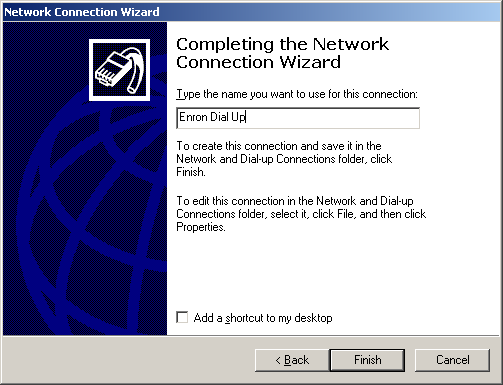 Network Connection Wizard
Completing the Network
Connection Wizard
Type the name you want to use for this connection:
Enron Dial Up
To create this connection and save it in the
Network and Dial-up Connections folder, click
Finish.
To edit this connection in the Network and Dial-up
Connections folder, select it, click File, and then click
Properties.
Add a shortcut to my desktop
< Back
Finish
Cancel